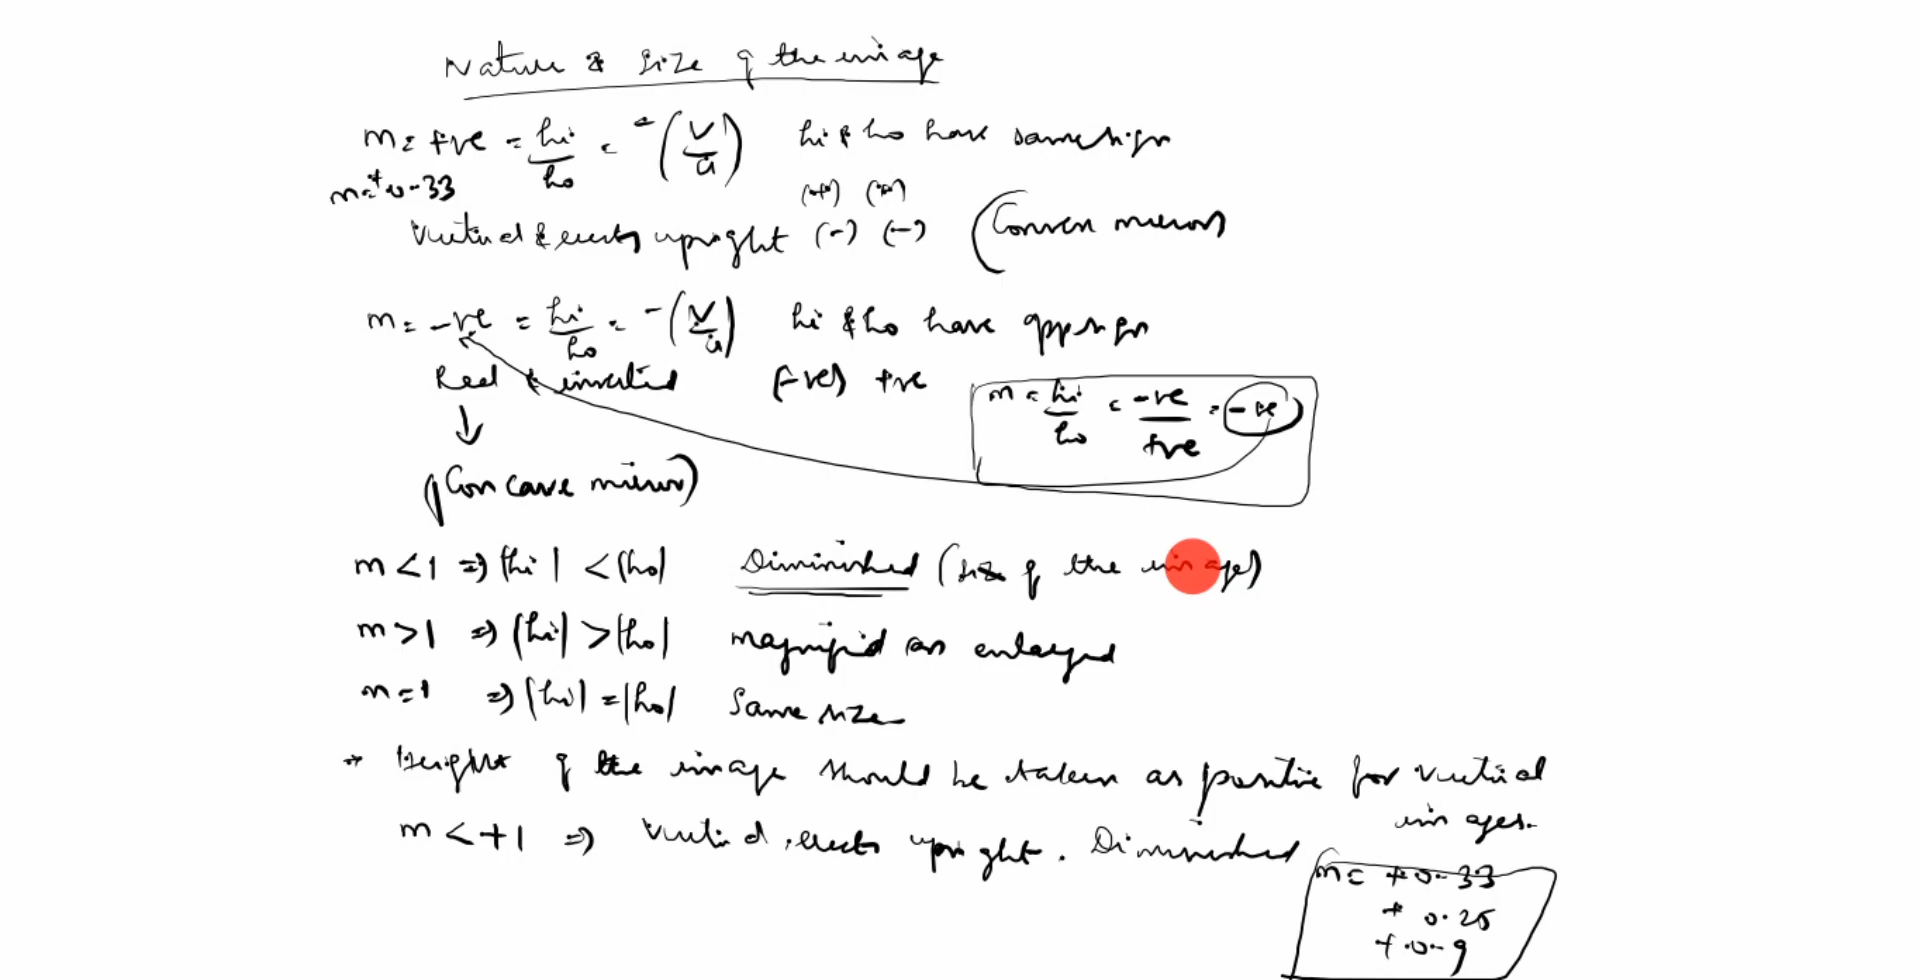 Nature & Size of the image
m = +ve = hi/ho = -(v/u) hi & ho have same sign
m = +0.33 (+) (+)
Virtual & erect, upright (-) (-) (Convex mirror)
m = -ve = hi/ho = -(v/u) hi & ho have opp sign
Real & inverted (-ve) +ve
m = hi/ho = -ve/+ve = -ve
(Concave mirror)
m < 1 ⇒ |hi| < |ho| Diminished (size of the image)
m > 1 ⇒ |hi| > |ho| magnified or enlarged
m = 1 ⇒ |hi| = |ho| Same size
Height of the image should be taken as positive for virtual
images.
m < +1 ⇒ Virtual, erect, upright. Diminished
m = +0.33
+ 0.25
+ 0.9